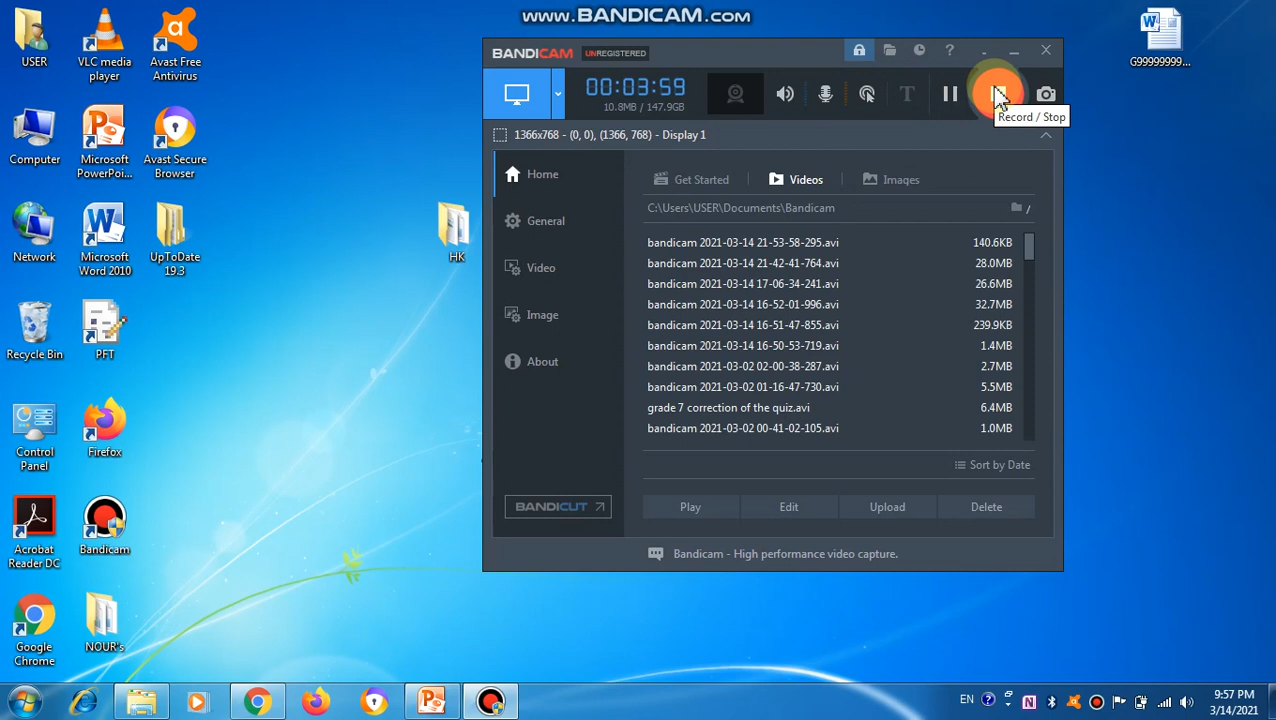 www.BANDICAM.com
USER
VLC media
player
Avast Free
Antivirus
Computer
Microsoft
PowerPoi...
Avast Secure
Browser
Network
Microsoft
Word 2010
UpToDate
19.3
Recycle Bin
PFT
Control
Panel
Firefox
Acrobat
Reader DC
Bandicam
Google
Chrome
NOUR's
HK
G99999999...
BANDICAM UNREGISTERED
00:03:59
10.8MB / 147.9GB
Record / Stop
1366x768 - (0, 0), (1366, 768) - Display 1
Home
General
Video
Image
About
BANDICUT
Get Started
Videos
Images
C:\Users\USER\Documents\Bandicam
/
bandicam 2021-03-14 21-53-58-295.avi 140.6KB
bandicam 2021-03-14 21-42-41-764.avi 28.0MB
bandicam 2021-03-14 17-06-34-241.avi 26.6MB
bandicam 2021-03-14 16-52-01-996.avi 32.7MB
bandicam 2021-03-14 16-51-47-855.avi 239.9KB
bandicam 2021-03-14 16-50-53-719.avi 1.4MB
bandicam 2021-03-02 02-00-38-287.avi 2.7MB
bandicam 2021-03-02 01-16-47-730.avi 5.5MB
grade 7 correction of the quiz.avi 6.4MB
bandicam 2021-03-02 00-41-02-105.avi 1.0MB
Sort by Date
Play Edit Upload Delete
Bandicam - High performance video capture.
EN
9:57 PM
3/14/2021